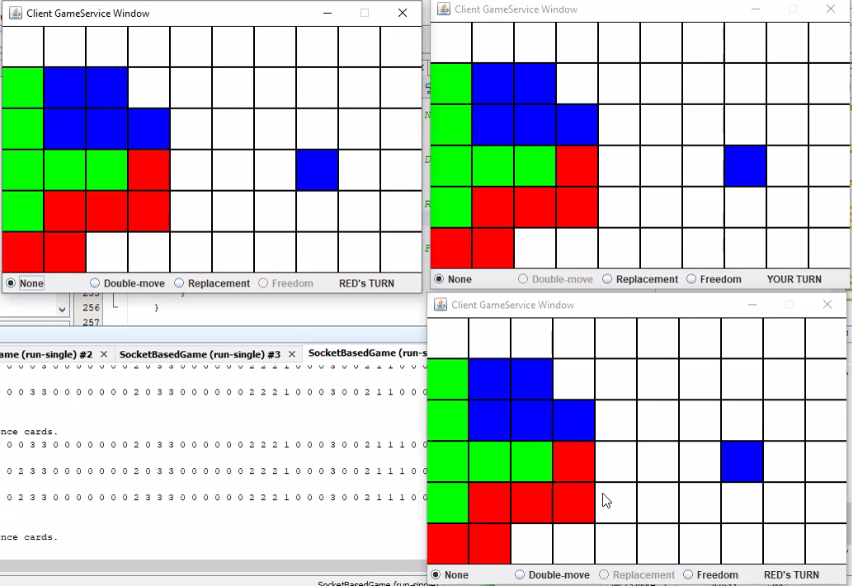 Client GameService Window
None Double-move Replacement Freedom RED's TURN
Client GameService Window
None Double-move Replacement Freedom YOUR TURN
256 }
257
Client GameService Window
None Double-move Replacement Freedom RED's TURN
ame (run-single) #2 × SocketBasedGame (run-single) #3 × SocketBasedGame (run-s
0 0 3 3 0 0 0 0 0 0 0 2 0 3 3 0 0 0 0 0 0 2 2 2 1 0 0 0 3 0 0 2 1 1 0 0
nce cards.
0 0 3 3 0 0 0 0 0 0 0 2 0 3 3 0 0 0 0 0 0 2 2 2 1 0 0 0 3 0 0 2 1 1 1 0 0
0 2 3 3 0 0 0 0 0 0 0 2 0 3 3 0 0 0 0 0 0 2 2 2 1 0 0 0 3 0 0 2 1 1 1 0
0 2 3 3 0 0 0 0 0 0 0 2 3 3 3 0 0 0 0 0 0 2 2 2 1 0 0 0 3 0 0 2 1 1 1 0
nce cards.